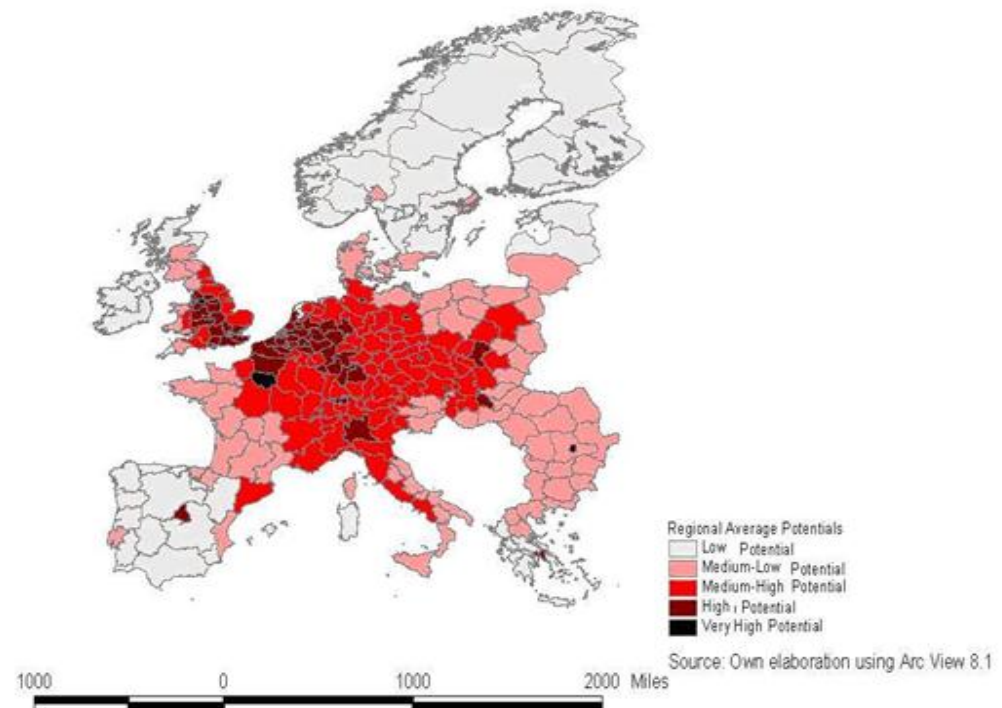 Regional Average Potentials
Low Potential
Medium-Low Potential
Medium-High Potential
High Potential
Very High Potential
Source: Own elaboration using Arc View 8.1
1000 0 1000 2000 Miles